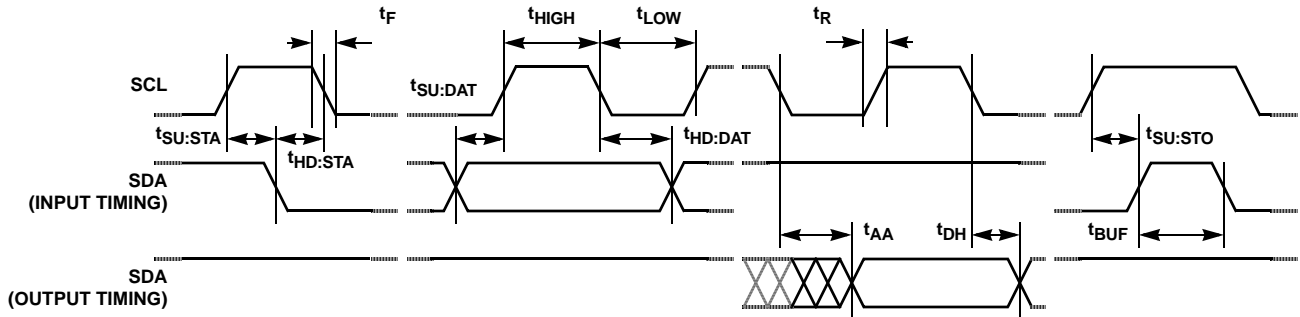 tF
tHIGH
tLOW
tR
SCL
tSU:DAT
tSU:STA
tHD:STA
tHD:DAT
tSU:STO
SDA
(INPUT TIMING)
tAA
tDH
tBUF
SDA
(OUTPUT TIMING)